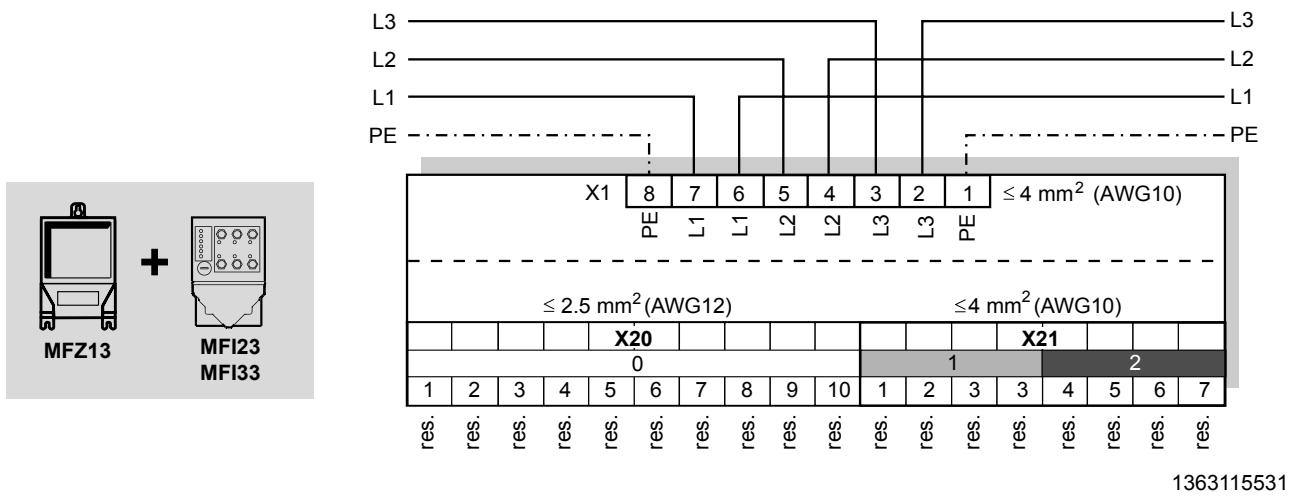 L3 L3
L2 L2
L1 L1
PE PE
X1 8 7 6 5 4 3 2 1 ≤ 4 mm² (AWG10)
PE L1 L1 L2 L2 L3 L3 PE
≤ 2.5 mm² (AWG12) ≤4 mm² (AWG10)
X20 X21
0 1 2
1 2 3 4 5 6 7 8 9 10 1 2 3 3 4 5 6 7
res. res. res. res. res. res. res. res. res. res. res. res. res. res. res. res. res. res.
+
MFZ13 MFI23
MFI33
1363115531